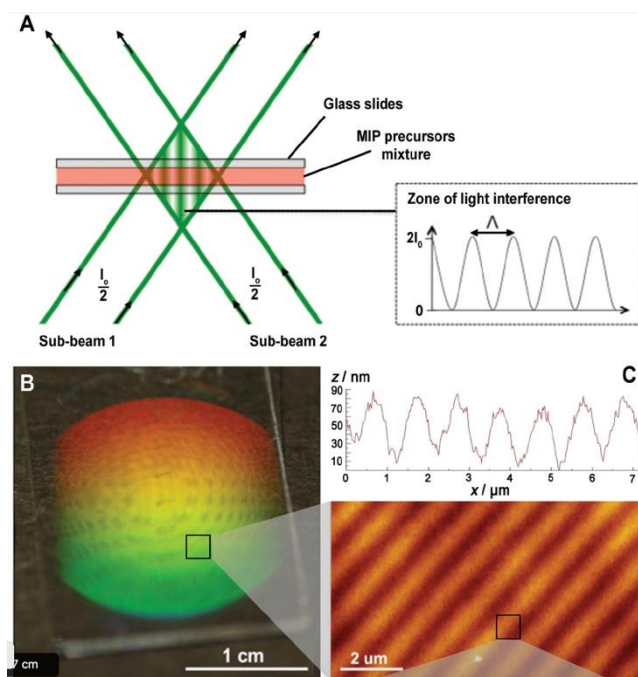 A
Glass slides
MIP precursors
mixture
Zone of light interference
Λ
2I₀
0
I₀
2
I₀
2
Sub-beam 1
Sub-beam 2
B
7 cm
1 cm
C
z / nm
90
70
50
30
10
0
1
2
3
4
5
6
7
x / µm
2 um